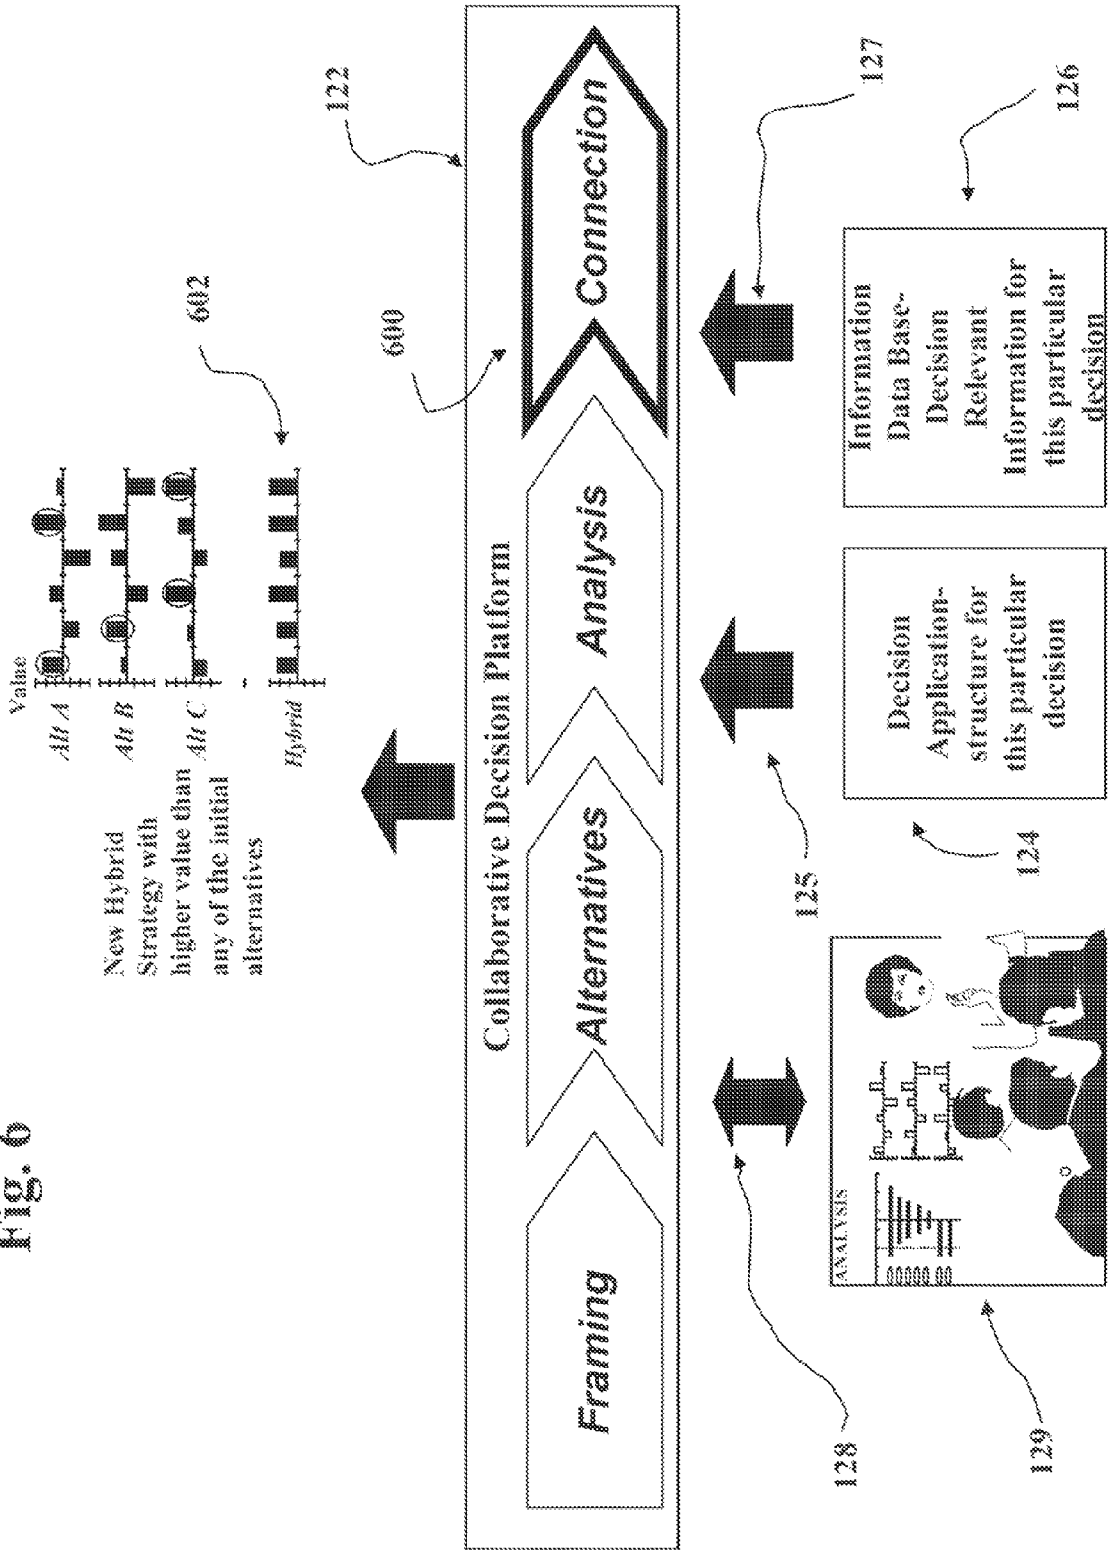 Fig. 6
Value
Alt A
Alt B
Alt C
Hybrid
602
New Hybrid
Strategy with
higher value than
any of the initial
alternatives
122
600
Collaborative Decision Platform
Framing
Alternatives
Analysis
Connection
128
125
127
ANALYSIS
129
Decision
Application-
structure for
this particular
decision
124
Information
Data Base-
Decision
Relevant
Information for
this particular
decision
126